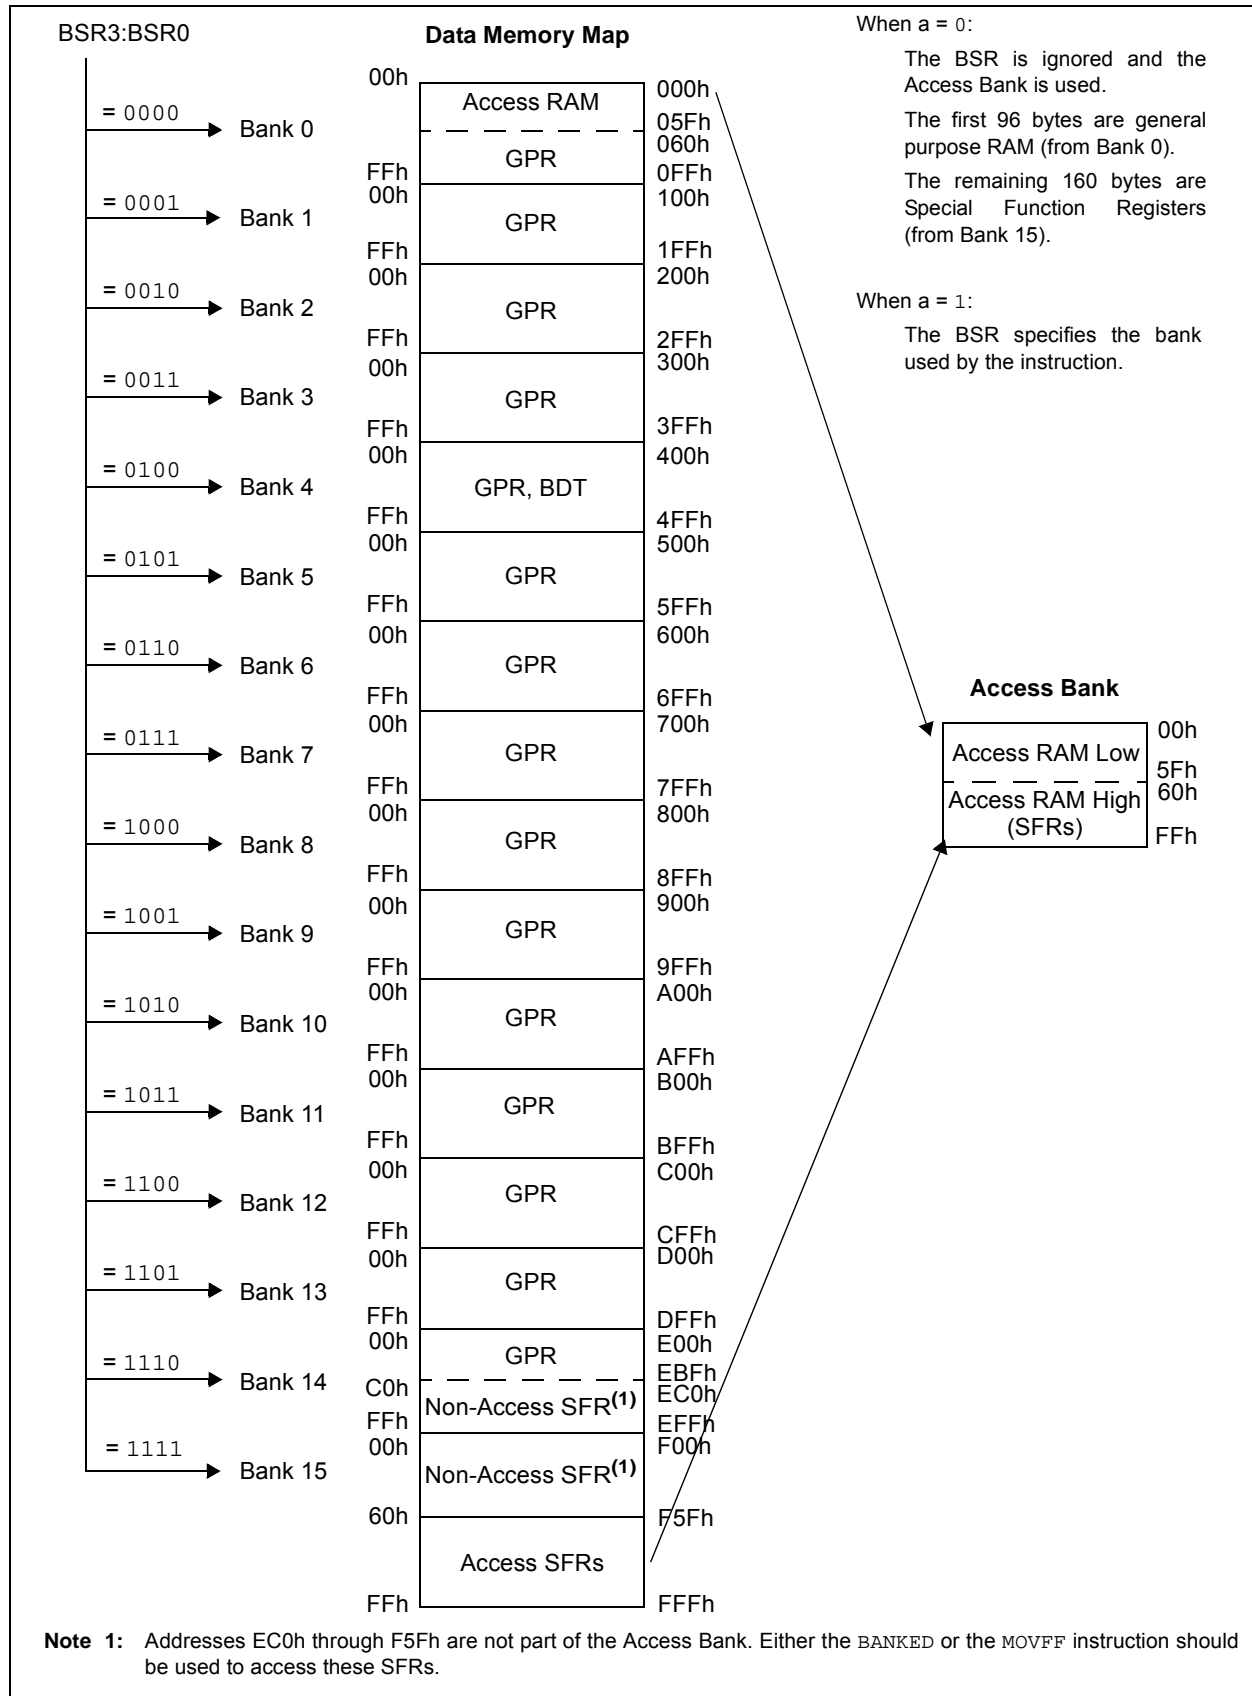 BSR3:BSR0
Data Memory Map
When a = 0:
The BSR is ignored and the
Access Bank is used.
The first 96 bytes are general
purpose RAM (from Bank 0).
The remaining 160 bytes are
Special Function Registers
(from Bank 15).
When a = 1:
The BSR specifies the bank
used by the instruction.
00h
Access RAM
000h
= 0000
Bank 0
05Fh
060h
GPR
FFh
0FFh
= 0001
Bank 1
00h
GPR
100h
FFh
1FFh
= 0010
Bank 2
00h
GPR
200h
FFh
2FFh
= 0011
Bank 3
00h
GPR
300h
FFh
3FFh
= 0100
Bank 4
00h
GPR, BDT
400h
FFh
4FFh
= 0101
Bank 5
00h
GPR
500h
FFh
5FFh
= 0110
Bank 6
00h
GPR
600h
FFh
6FFh
= 0111
Bank 7
00h
GPR
700h
FFh
7FFh
= 1000
Bank 8
00h
GPR
800h
FFh
8FFh
= 1001
Bank 9
00h
GPR
900h
FFh
9FFh
= 1010
Bank 10
00h
GPR
A00h
FFh
AFFh
= 1011
Bank 11
00h
GPR
B00h
FFh
BFFh
= 1100
Bank 12
00h
GPR
C00h
FFh
CFFh
= 1101
Bank 13
00h
GPR
D00h
FFh
DFFh
= 1110
Bank 14
00h
GPR
E00h
EBFh
C0h
Non-Access SFR(1)
EC0h
FFh
EFFh
= 1111
Bank 15
00h
Non-Access SFR(1)
F00h
60h
F5Fh
Access SFRs
FFh
FFFh
Access Bank
Access RAM Low
00h
5Fh
Access RAM High
(SFRs)
60h
FFh
Note 1: Addresses EC0h through F5Fh are not part of the Access Bank. Either the BANKED or the MOVFF instruction should
be used to access these SFRs.